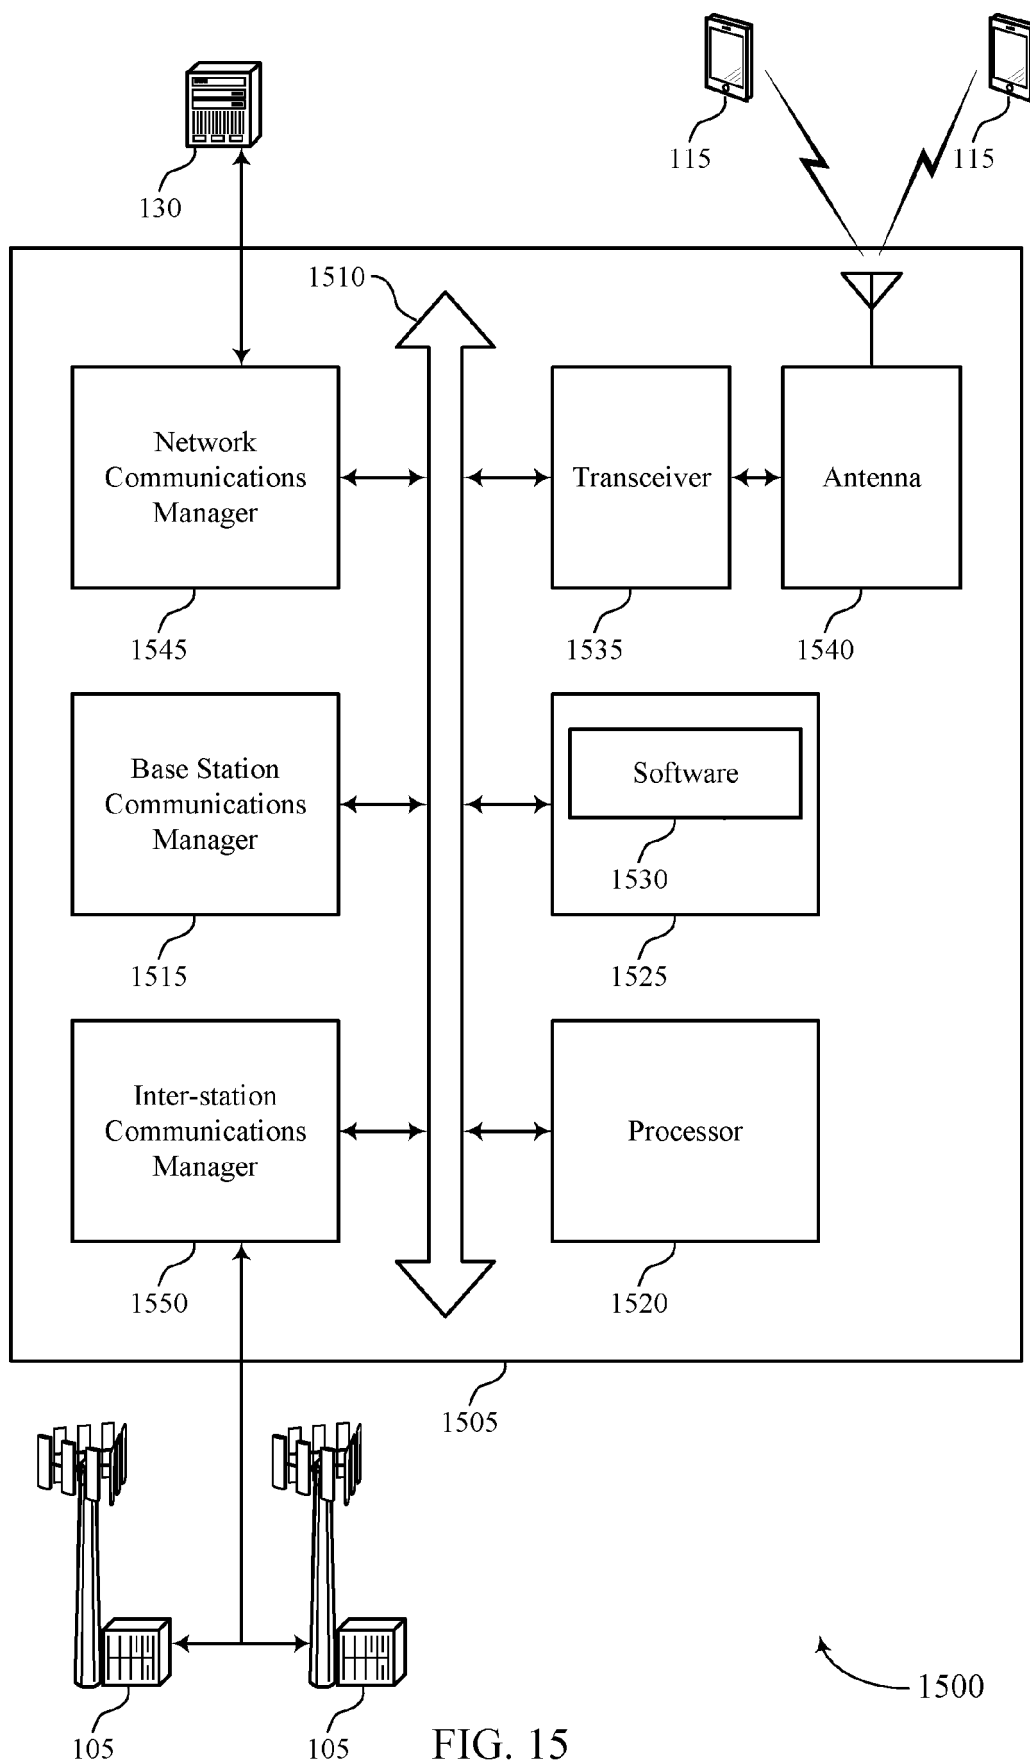 130
115
115
1510
Network
Communications
Manager
Transceiver
Antenna
1545
1535
1540
Base Station
Communications
Manager
Software
1530
1515
1525
Inter-station
Communications
Manager
Processor
1550
1520
1505
105
105
1500
FIG. 15